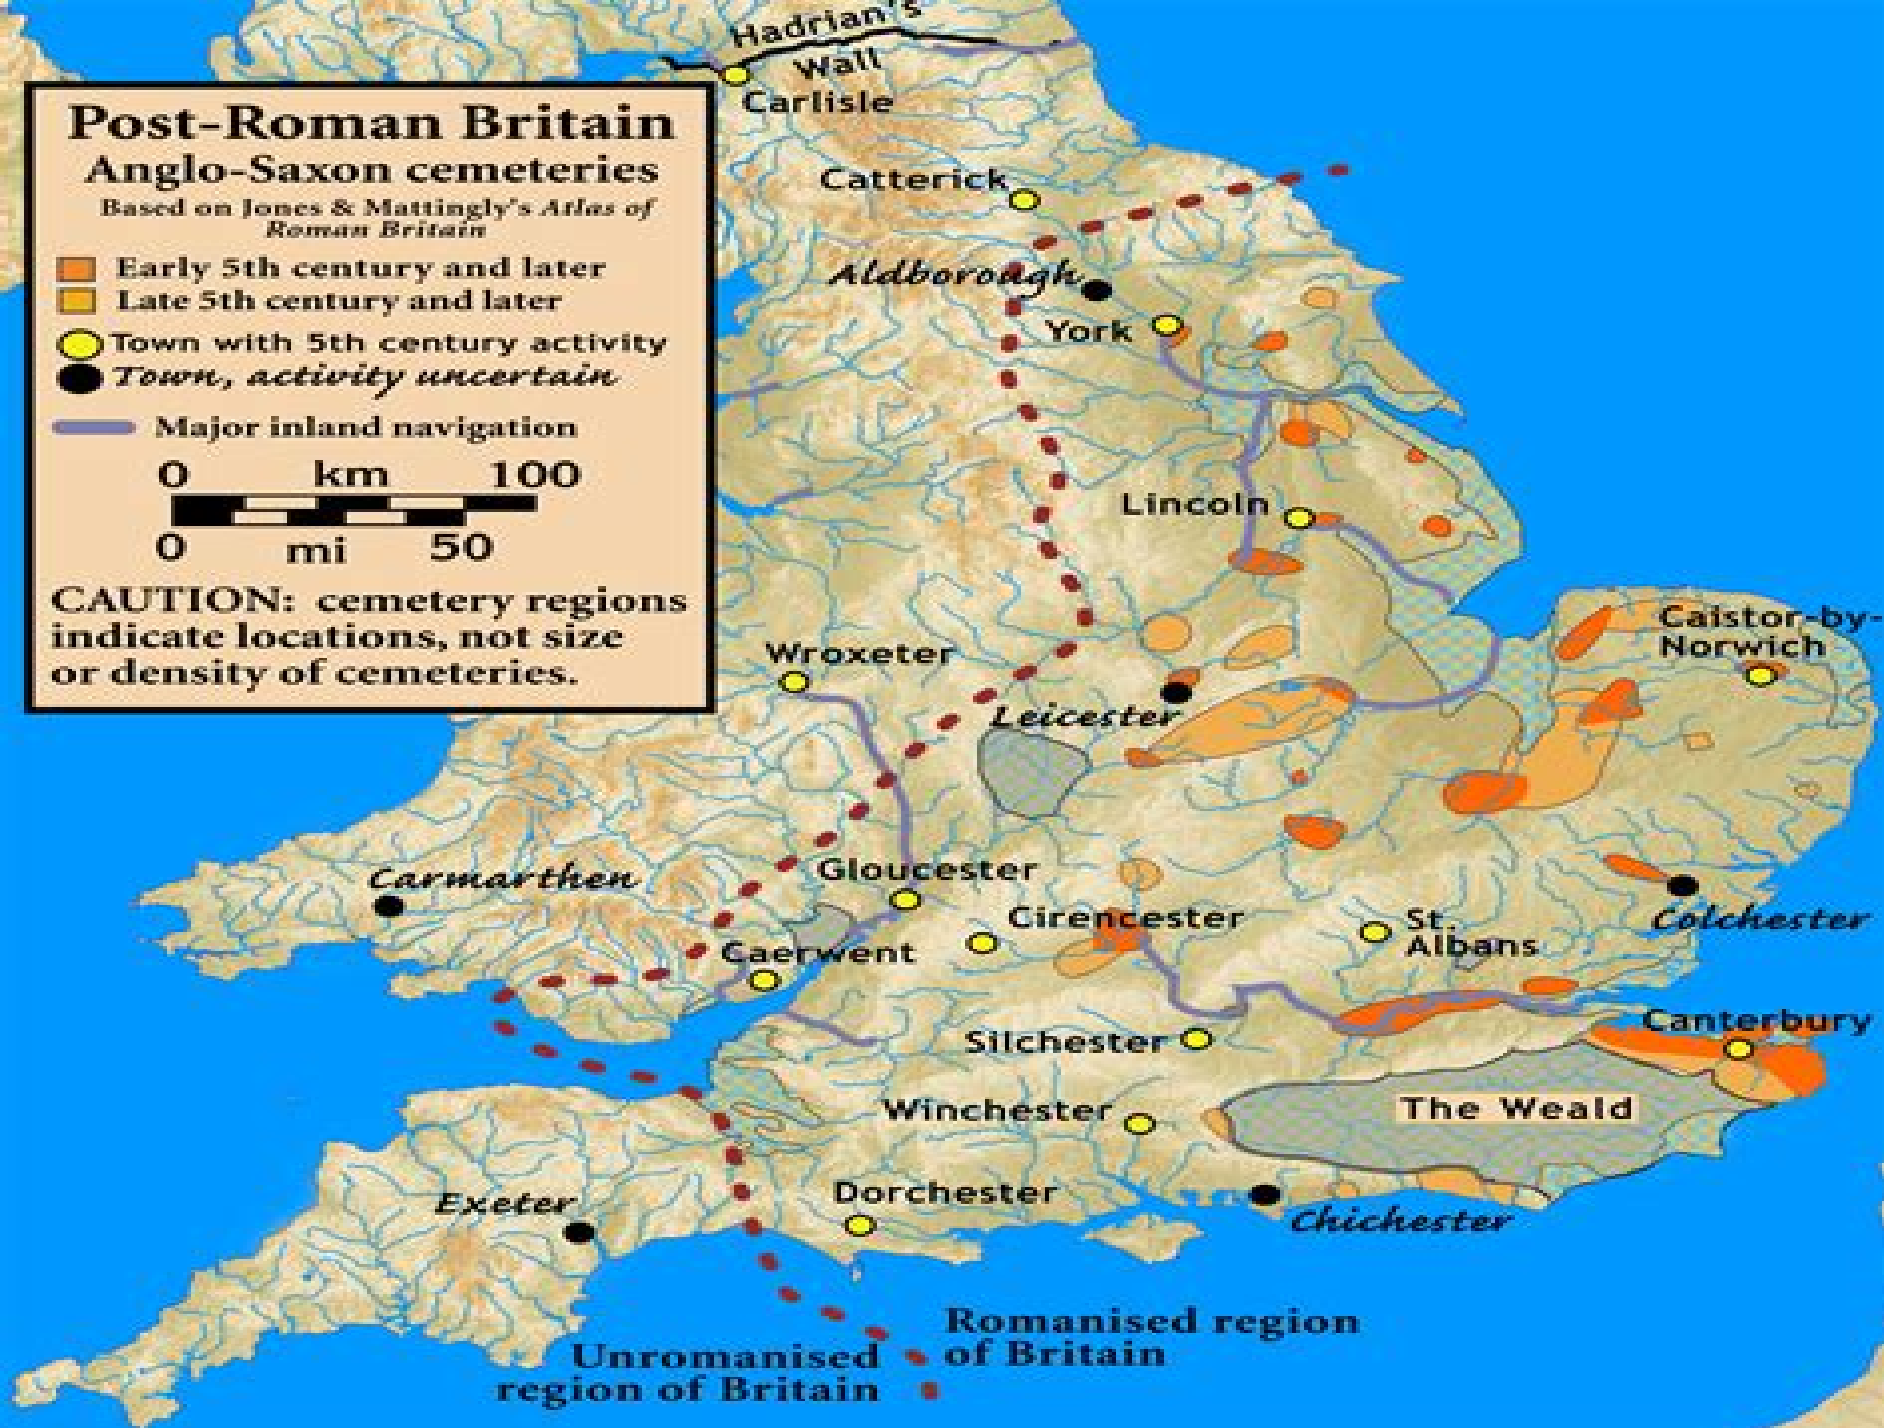 Hadrian's
Wall
Carlisle
Post-Roman Britain
Anglo-Saxon cemeteries
Based on Jones & Mattingly's Atlas of
Roman Britain
Early 5th century and later
Late 5th century and later
Town with 5th century activity
Town, activity uncertain
Major inland navigation
0 km 100
0 mi 50
CAUTION: cemetery regions
indicate locations, not size
or density of cemeteries.
Catterick
Aldborough
York
Lincoln
Caistor-by-
Norwich
Wroxeter
Leicester
Gloucester
Carmarthen
Cirencester
St.
Albans
Colchester
Caerwent
Canterbury
Silchester
Winchester
The Weald
Dorchester
Exeter
Chichester
Romanised region
of Britain
Unromanised
region of Britain